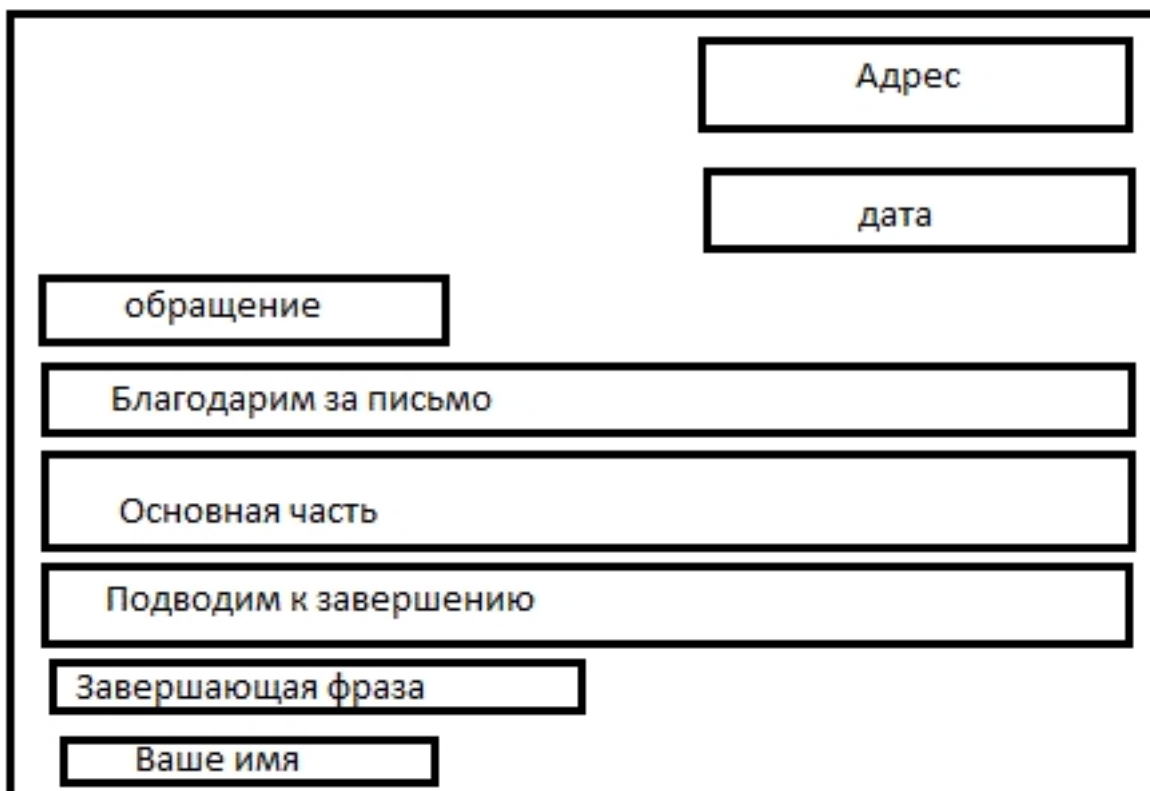 Адрес
дата
обращение
Благодарим за письмо
Основная часть
Подводим к завершению
Завершающая фраза
Ваше имя